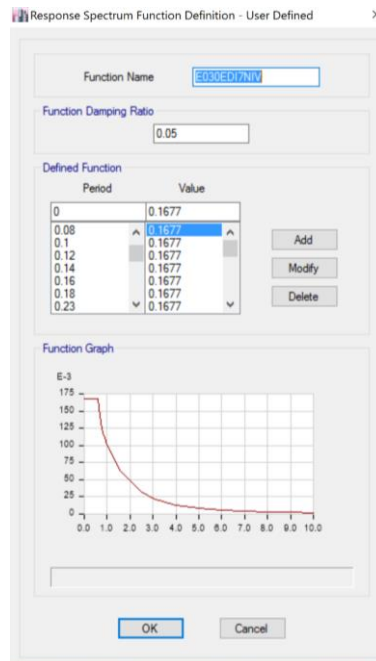 Response Spectrum Function Definition - User Defined
Function Name
E030EDI7NIV
Function Damping Ratio
0.05
Defined Function
Period Value
0 0.1677
0.08 0.1677
0.1 0.1677
0.12 0.1677
0.14 0.1677
0.16 0.1677
0.18 0.1677
0.23 0.1677
Add
Modify
Delete
Function Graph
E-3
175
150
125
100
75
50
25
0
0.0 1.0 2.0 3.0 4.0 5.0 6.0 7.0 8.0 9.0 10.0
OK Cancel